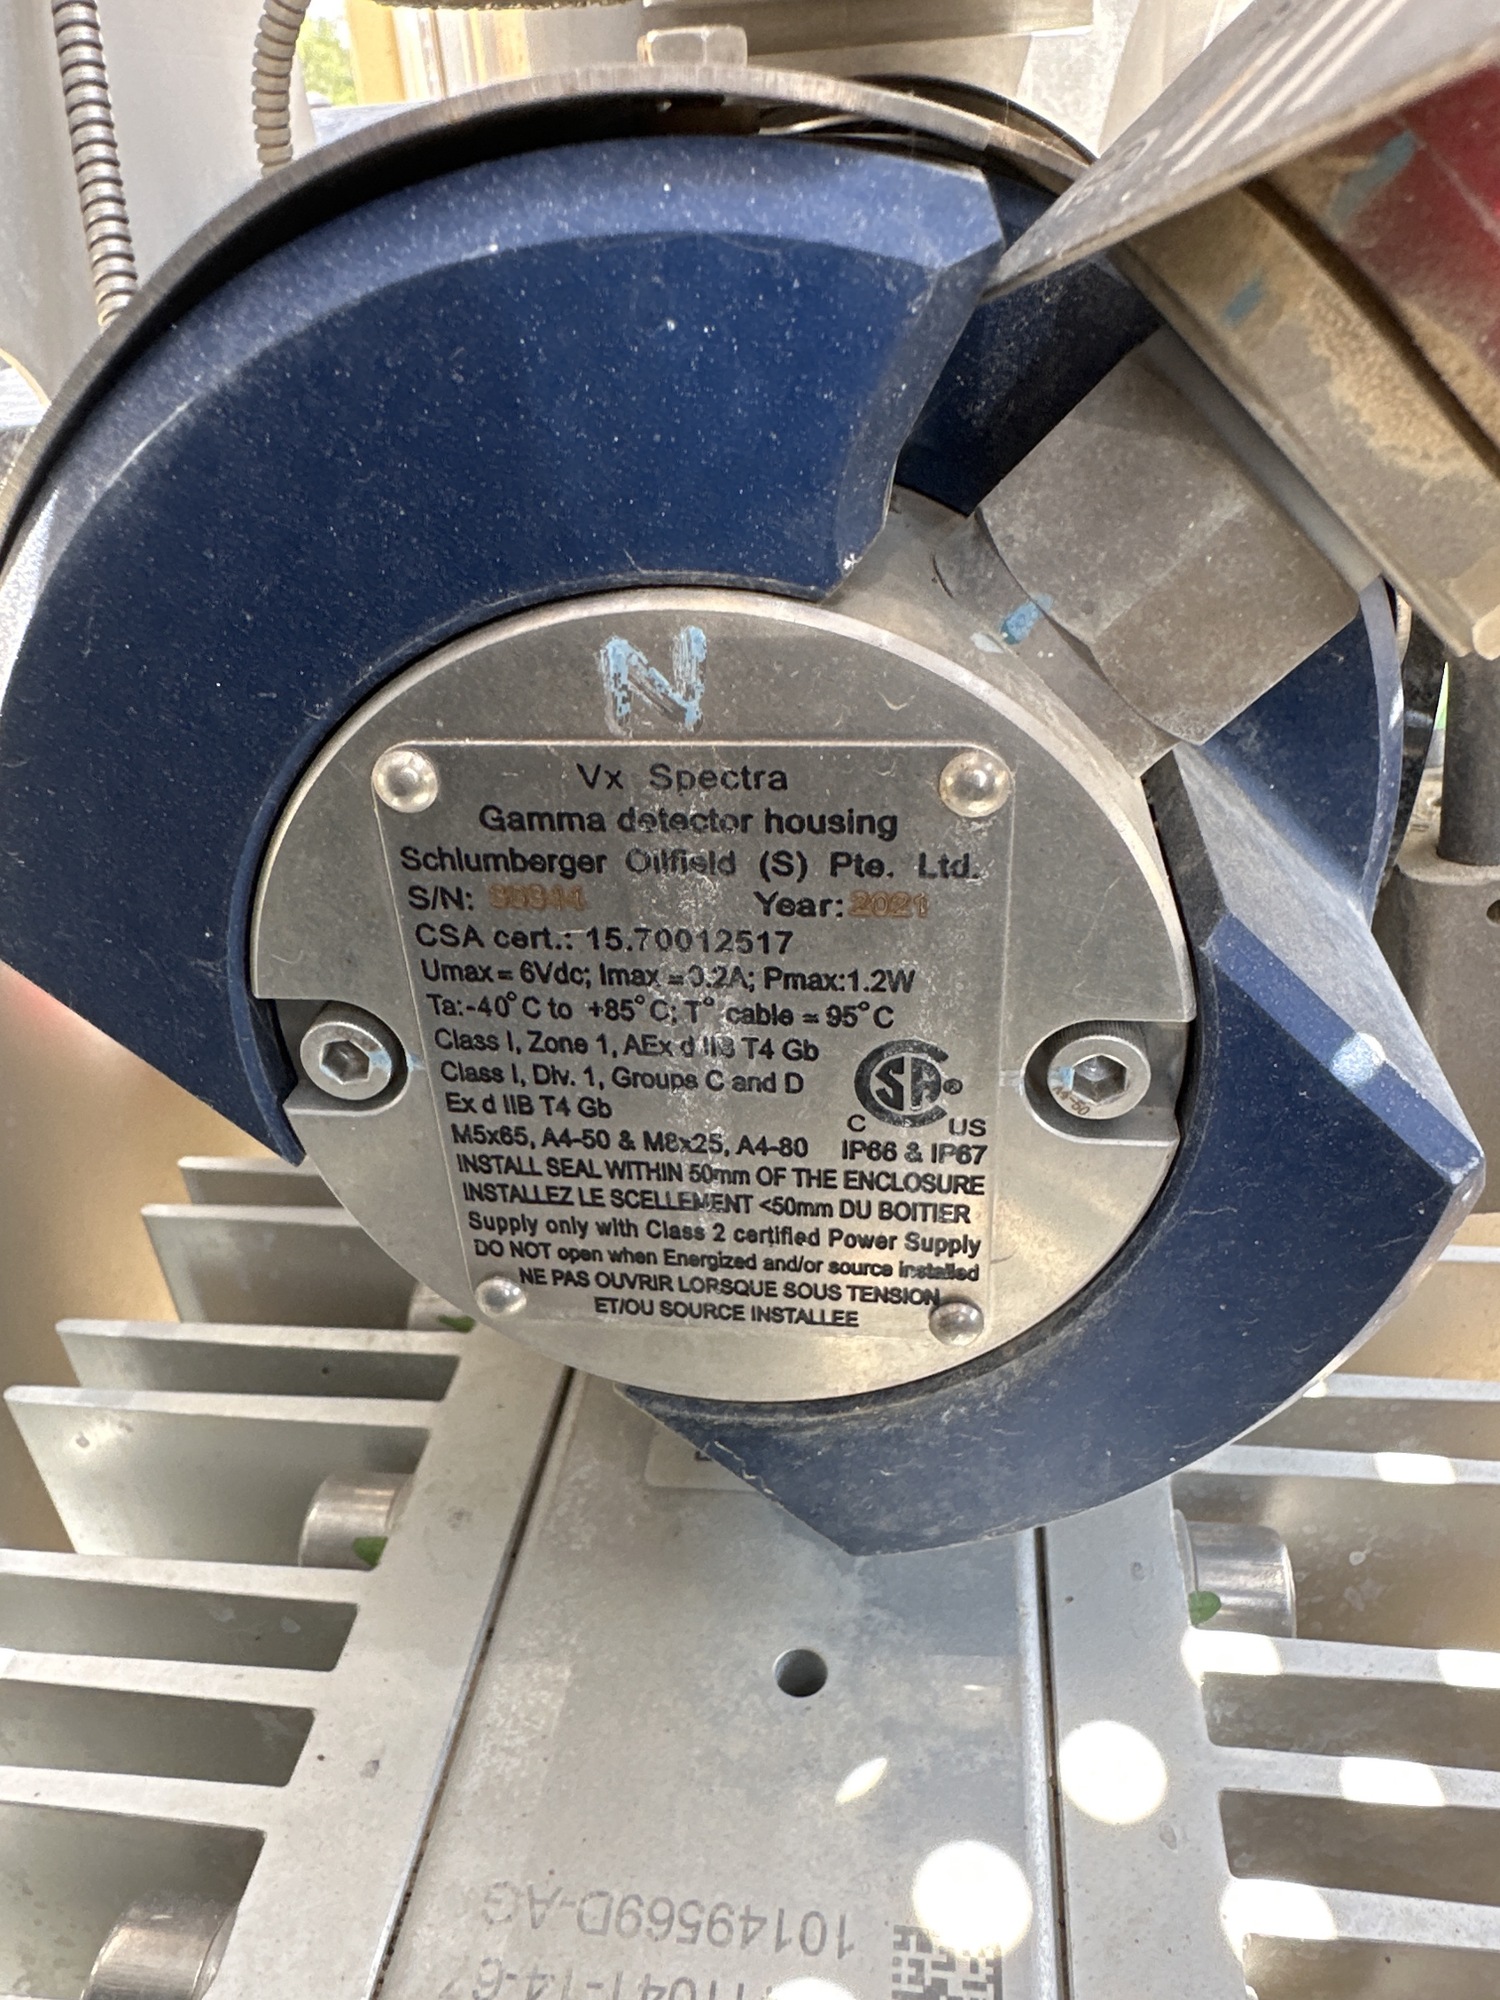 N
Vx Spectra
Gamma detector housing
Schlumberger Oilfield (S) Pte. Ltd.
S/N: Year: 2021
CSA cert.: 15.70012517
Umax = 6Vdc; Imax = 0.2A; Pmax:1.2W
Ta:-40°C to +85°C; T° cable = 95°C
Class I, Zone 1, AEx d IIB T4 Gb
Class I, Div. 1, Groups C and D
Ex d IIB T4 Gb
CSA®
C US
M5x65, A4-50 & M8x25, A4-80 IP66 & IP67
INSTALL SEAL WITHIN 50mm OF THE ENCLOSURE
INSTALLEZ LE SCELLEMENT <50mm DU BOITIER
Supply only with Class 2 certified Power Supply
DO NOT open when Energized and/or source installed
NE PAS OUVRIR LORSQUE SOUS TENSION
ET/OU SOURCE INSTALLEE
A4-80
10149569D-AG